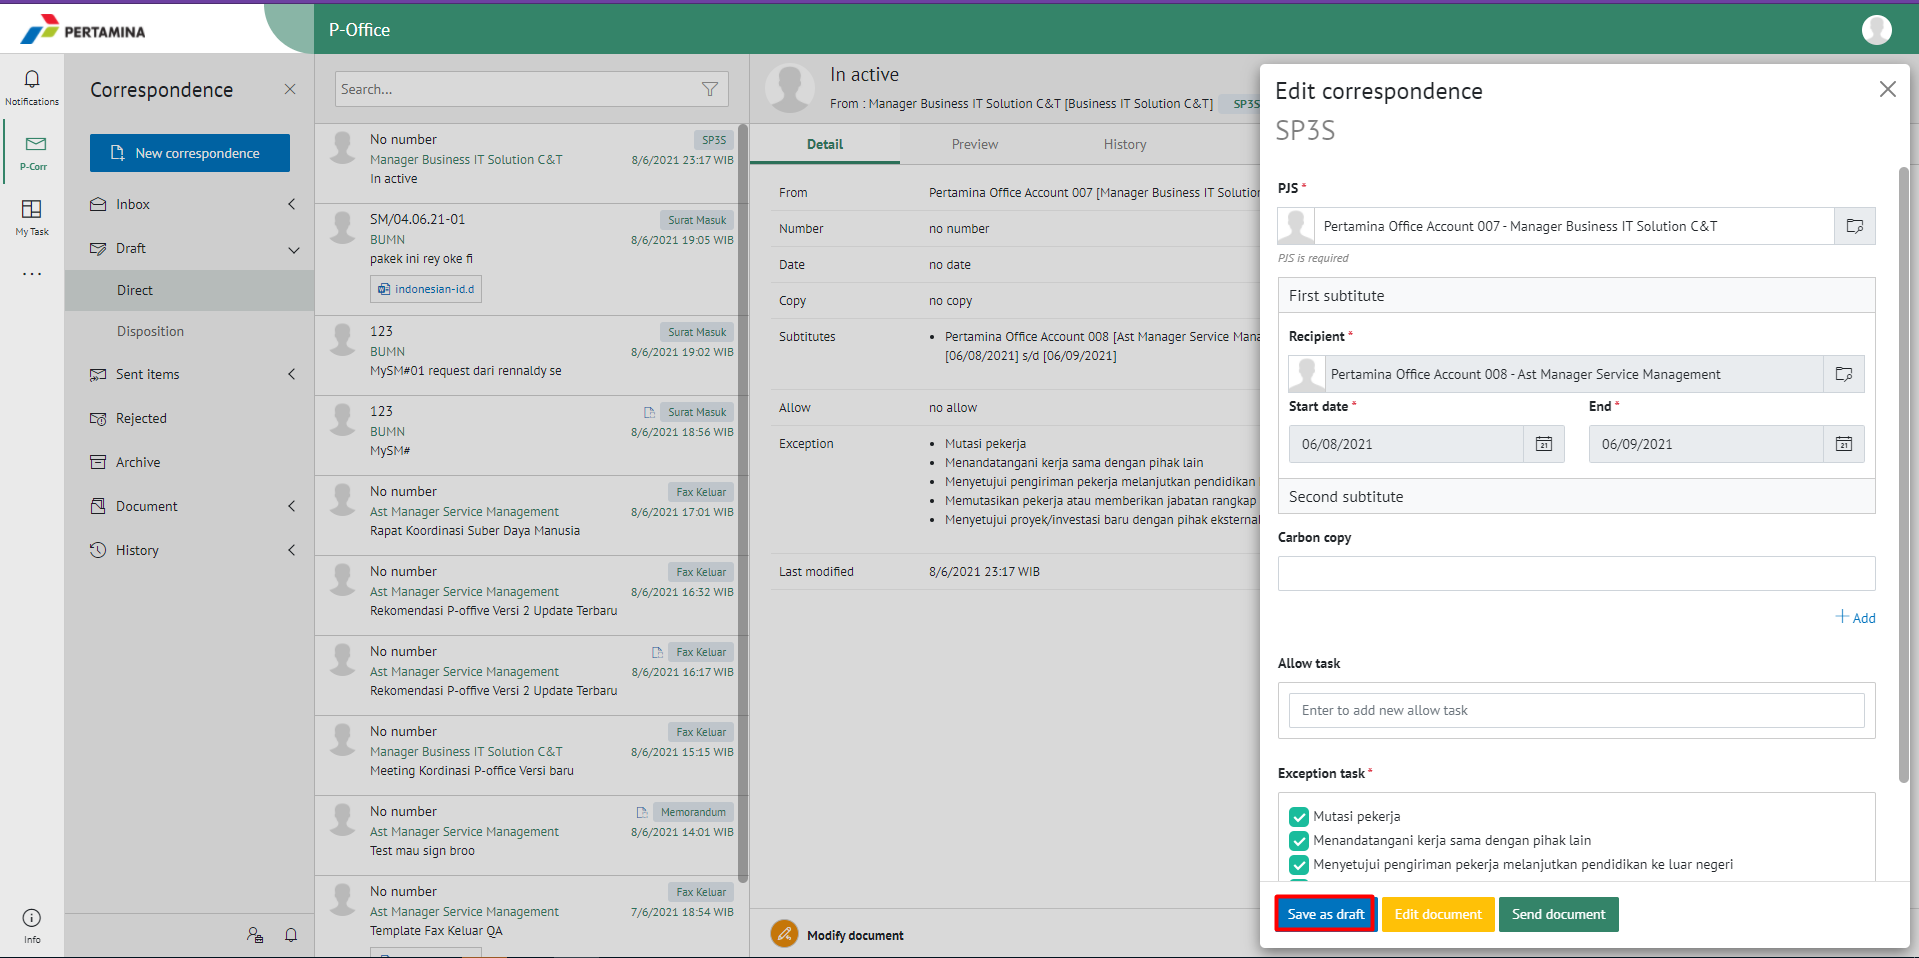 PERTAMINA
P-Office
Notifications
P-Corr
My Task
...
Info
Correspondence
New correspondence
Inbox
Draft
Direct
Disposition
Sent items
Rejected
Archive
Document
History
Search...
No number
SP3S
Manager Business IT Solution C&T
8/6/2021 23:17 WIB
In active
SM/04.06.21-01
Surat Masuk
BUMN
8/6/2021 19:05 WIB
pakek ini rey oke fi
indonesian-id.d
123
Surat Masuk
BUMN
8/6/2021 19:02 WIB
MySM#01 request dari rennaldy se
123
Surat Masuk
BUMN
8/6/2021 18:56 WIB
MySM#
No number
Fax Keluar
Ast Manager Service Management
8/6/2021 17:01 WIB
Rapat Koordinasi Suber Daya Manusia
No number
Fax Keluar
Ast Manager Service Management
8/6/2021 16:32 WIB
Rekomendasi P-offive Versi 2 Update Terbaru
No number
Fax Keluar
Ast Manager Service Management
8/6/2021 16:17 WIB
Rekomendasi P-offive Versi 2 Update Terbaru
No number
Fax Keluar
Manager Business IT Solution C&T
8/6/2021 15:15 WIB
Meeting Kordinasi P-office Versi baru
No number
Memorandum
Ast Manager Service Management
8/6/2021 14:01 WIB
Test mau sign broo
No number
Fax Keluar
Ast Manager Service Management
7/6/2021 18:54 WIB
Template Fax Keluar QA
In active
From : Manager Business IT Solution C&T [Business IT Solution C&T]
SP3S
Detail
Preview
History
From
Pertamina Office Account 007 [Manager Business IT Solution
Number
no number
Date
no date
Copy
no copy
Subtitutes
• Pertamina Office Account 008 [Ast Manager Service Mana
[06/08/2021] s/d [06/09/2021]
Allow
no allow
Exception
• Mutasi pekerja
• Menandatangani kerja sama dengan pihak lain
• Menyetujui pengiriman pekerja melanjutkan pendidikan
• Memutasikan pekerja atau memberikan jabatan rangkap
• Menyetujui proyek/investasi baru dengan pihak eksternal
Last modified
8/6/2021 23:17 WIB
Modify document
Edit correspondence
SP3S
PJS *
Pertamina Office Account 007 - Manager Business IT Solution C&T
PJS is required
First subtitute
Recipient *
Pertamina Office Account 008 - Ast Manager Service Management
Start date *
End *
06/08/2021
21
06/09/2021
21
Second subtitute
Carbon copy
+ Add
Allow task
Enter to add new allow task
Exception task *
Mutasi pekerja
Menandatangani kerja sama dengan pihak lain
Menyetujui pengiriman pekerja melanjutkan pendidikan ke luar negeri
Save as draft
Edit document
Send document